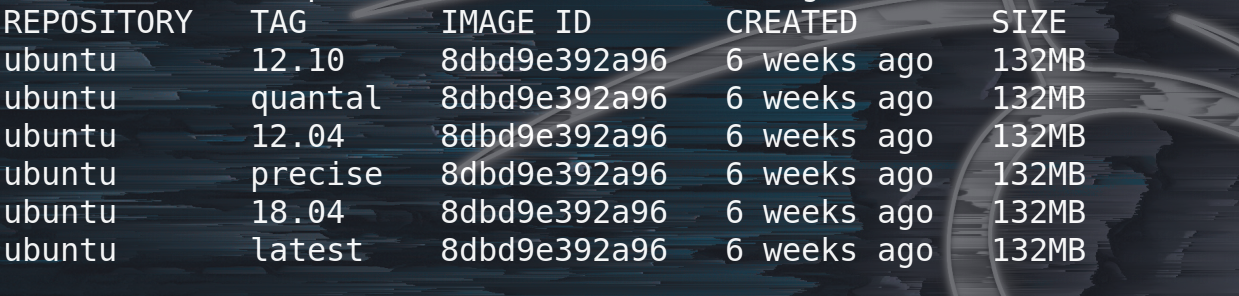 REPOSITORY TAG IMAGE ID CREATED SIZE
ubuntu 12.10 8dbd9e392a96 6 weeks ago 132MB
ubuntu quantal 8dbd9e392a96 6 weeks ago 132MB
ubuntu 12.04 8dbd9e392a96 6 weeks ago 132MB
ubuntu precise 8dbd9e392a96 6 weeks ago 132MB
ubuntu 18.04 8dbd9e392a96 6 weeks ago 132MB
ubuntu latest 8dbd9e392a96 6 weeks ago 132MB